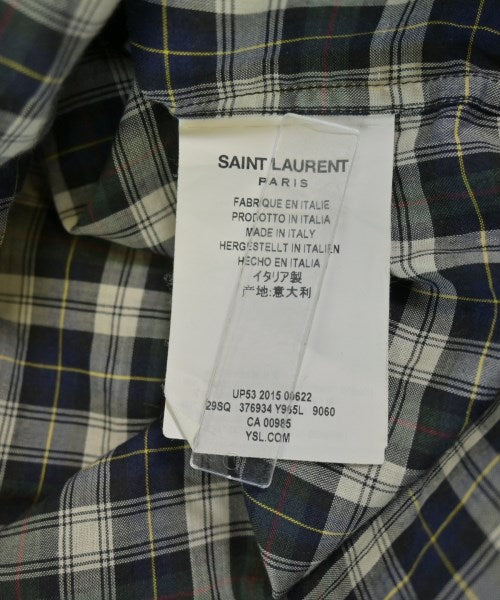 SAINT LAURENT
PARIS
FABRIQUE EN ITALIE
PRODOTTO IN ITALIA
MADE IN ITALY
HERGESTELLT IN ITALIEN
HECHO EN ITALIA
イタリア製
产地:意大利
UP53 2015 00622
29SQ 376934 Y965L 9060
CA 00985
YSL.COM